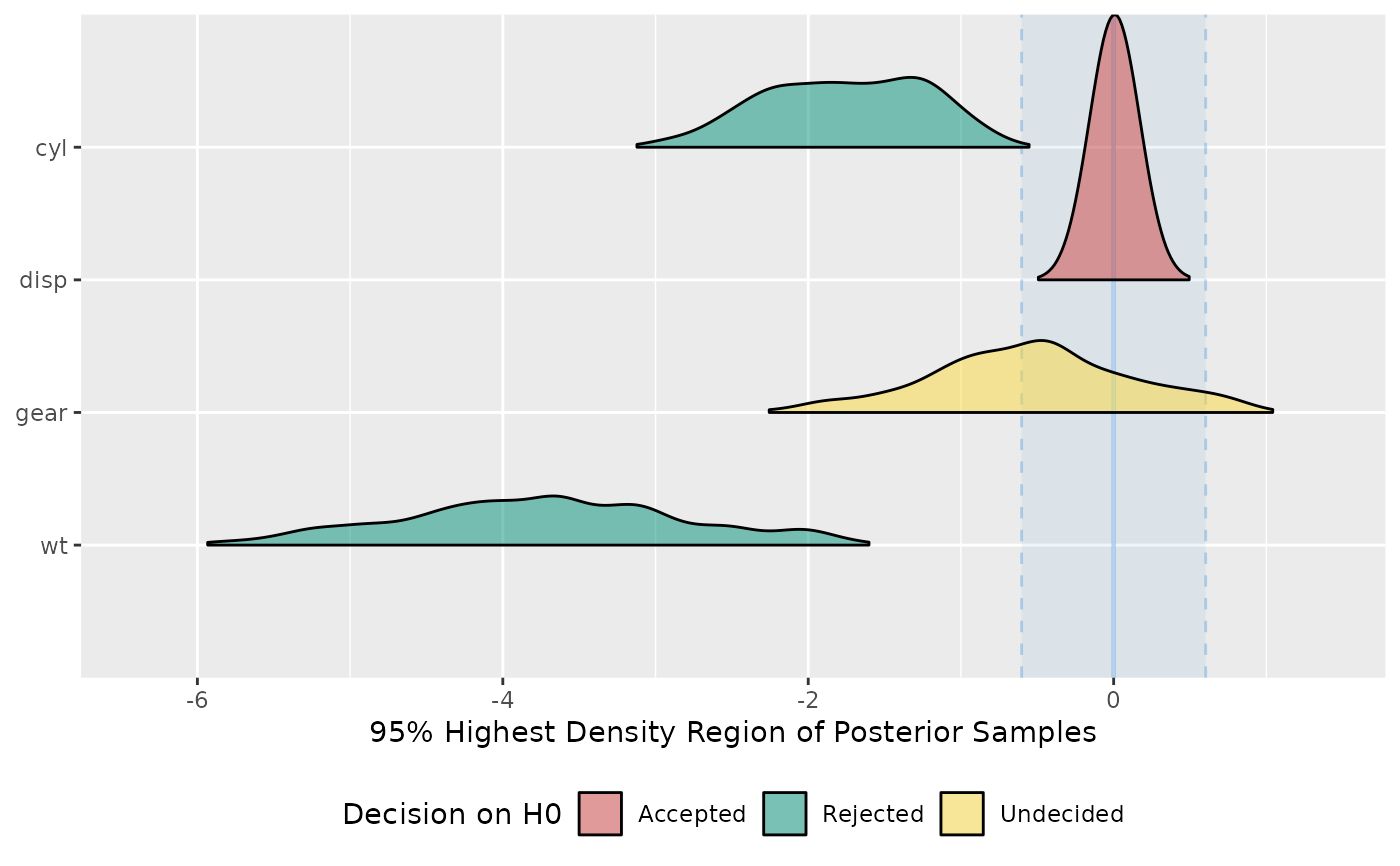 cyl
disp
gear
wt
-6 -4 -2 0
95% Highest Density Region of Posterior Samples
Decision on H0 Accepted Rejected Undecided